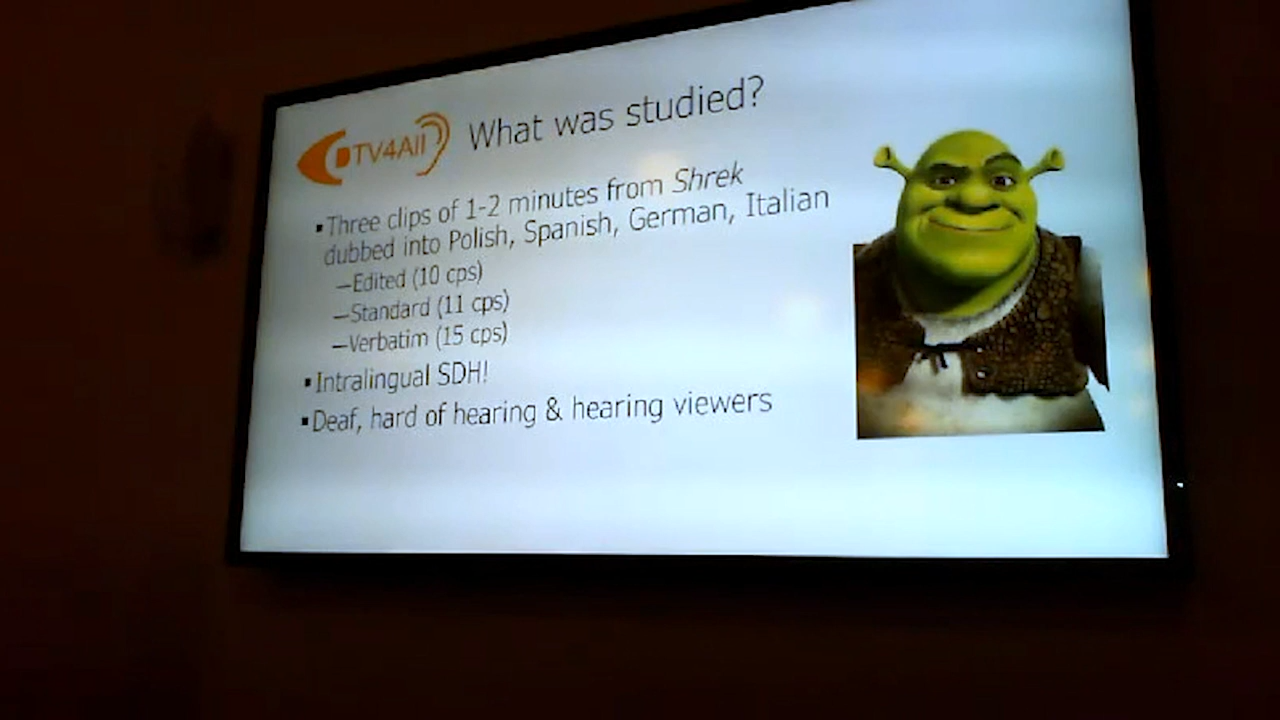 DTV4All
What was studied?
▪Three clips of 1-2 minutes from Shrek
dubbed into Polish, Spanish, German, Italian
–Edited (10 cps)
–Standard (11 cps)
–Verbatim (15 cps)
▪Intralingual SDH!
▪Deaf, hard of hearing & hearing viewers